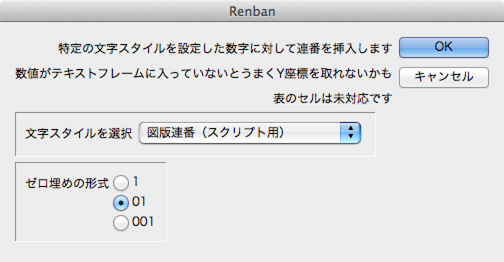 Renban
特定の文字スタイルを設定した数字に対して連番を挿入します
OK
数値がテキストフレームに入っていないとうまくY座標を取れないかも
キャンセル
表のセルは未対応です
文字スタイルを選択 図版連番（スクリプト用）
ゼロ埋めの形式 1
01
001